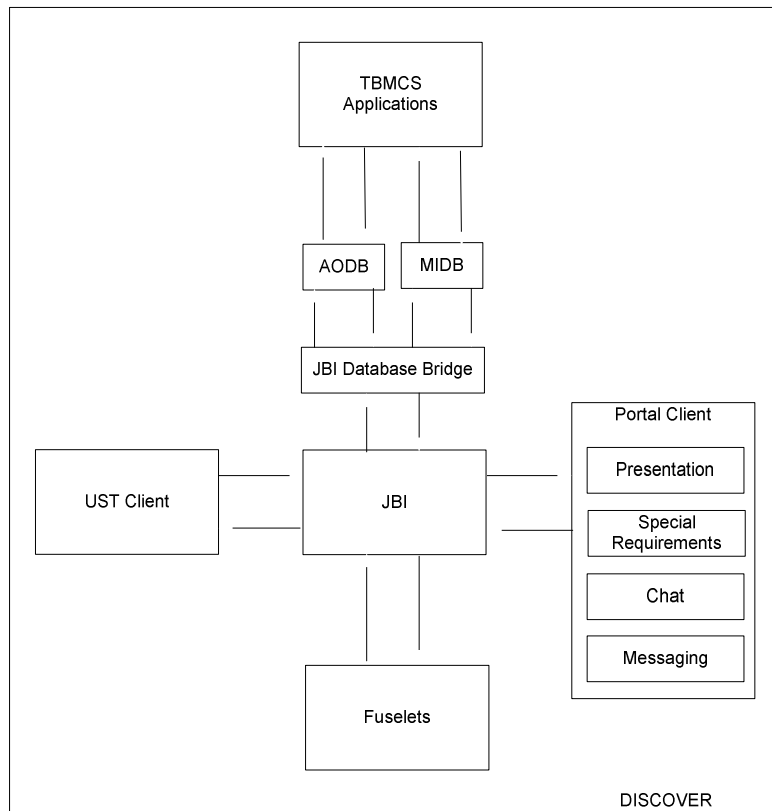 TBMCS
Applications
AODB
MIDB
JBI Database Bridge
Portal Client
Presentation
UST Client
JBI
Special
Requirements
Chat
Messaging
Fuselets
DISCOVER